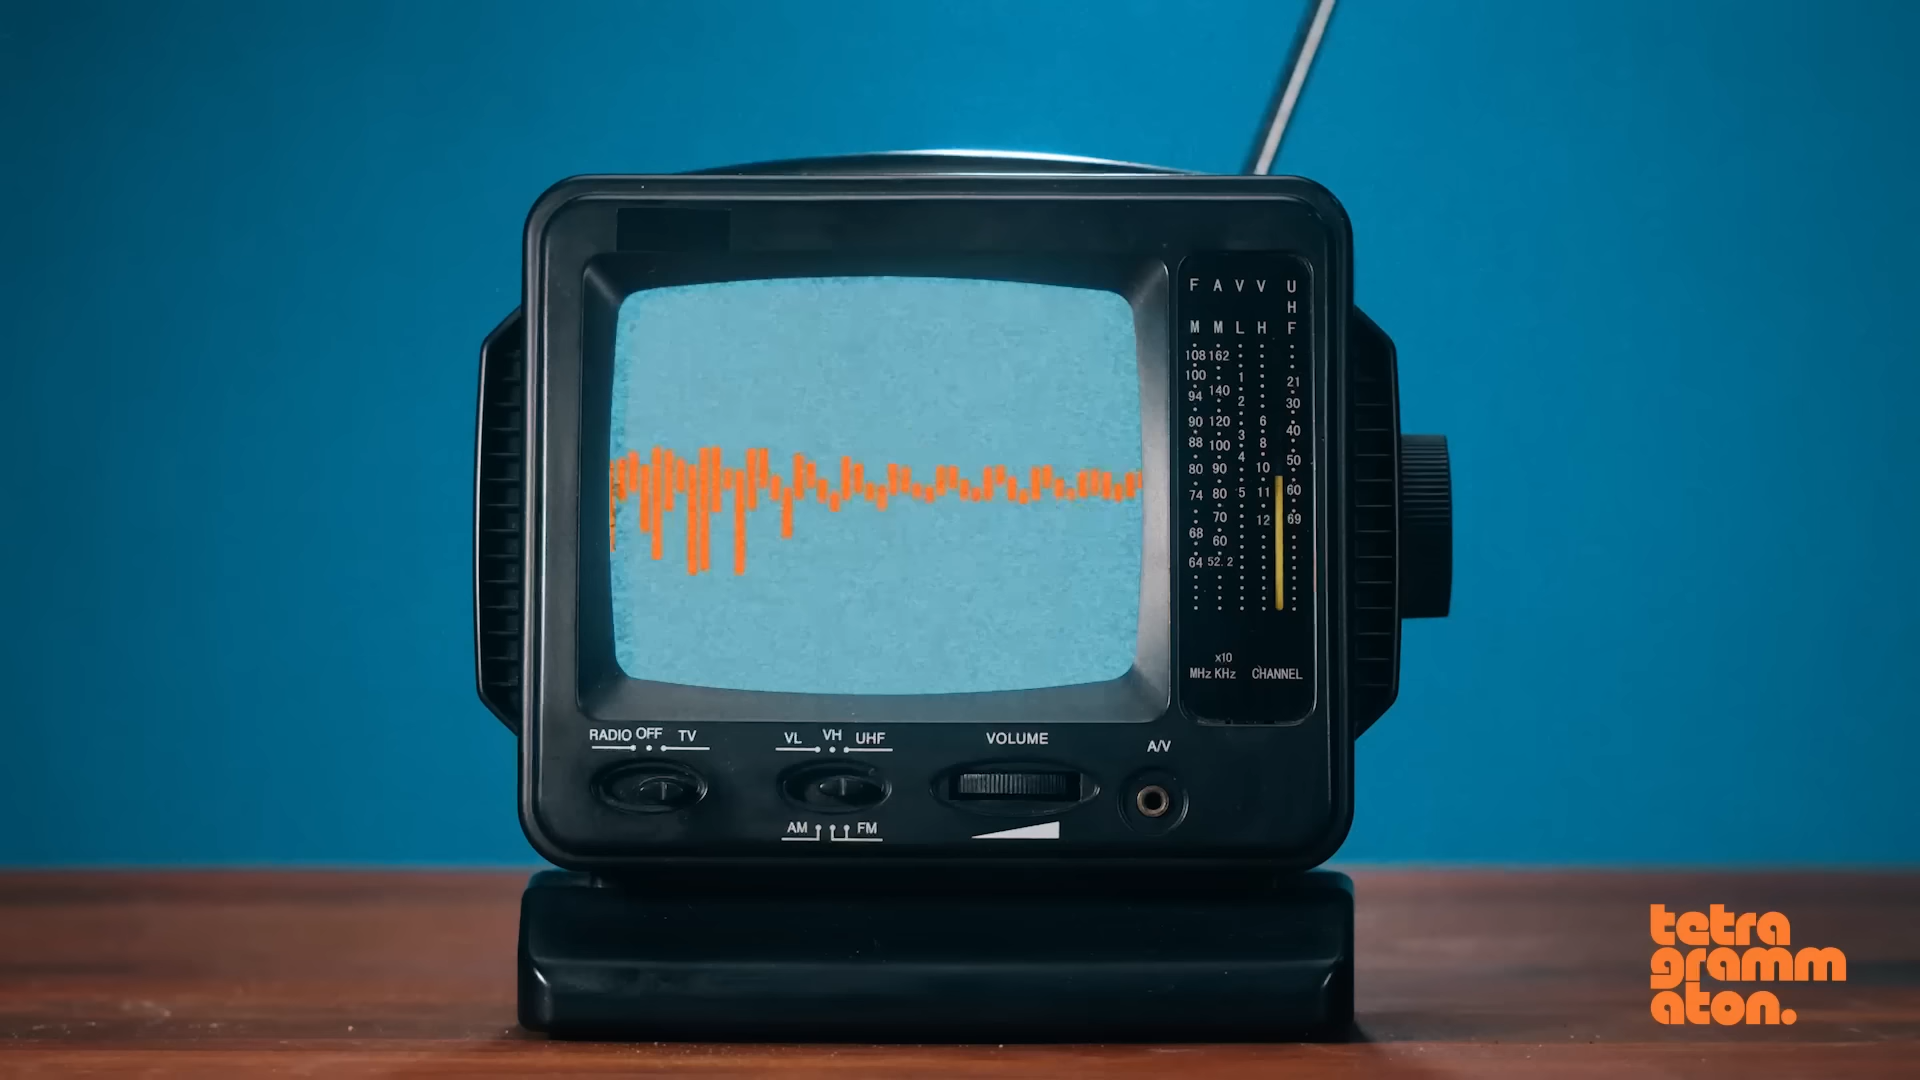 F A V V U
H
M M L H F
108 162
100
1
21
94
140
2
30
90 120
6
40
88 100
3
8
4
50
80 90
10
74 80
5
11
60
70
12
69
68
60
64 52.2
x10
MHz KHz CHANNEL
RADIO OFF TV
VL VH UHF
VOLUME
A/V
AM FM
tetra
gramm
aton.